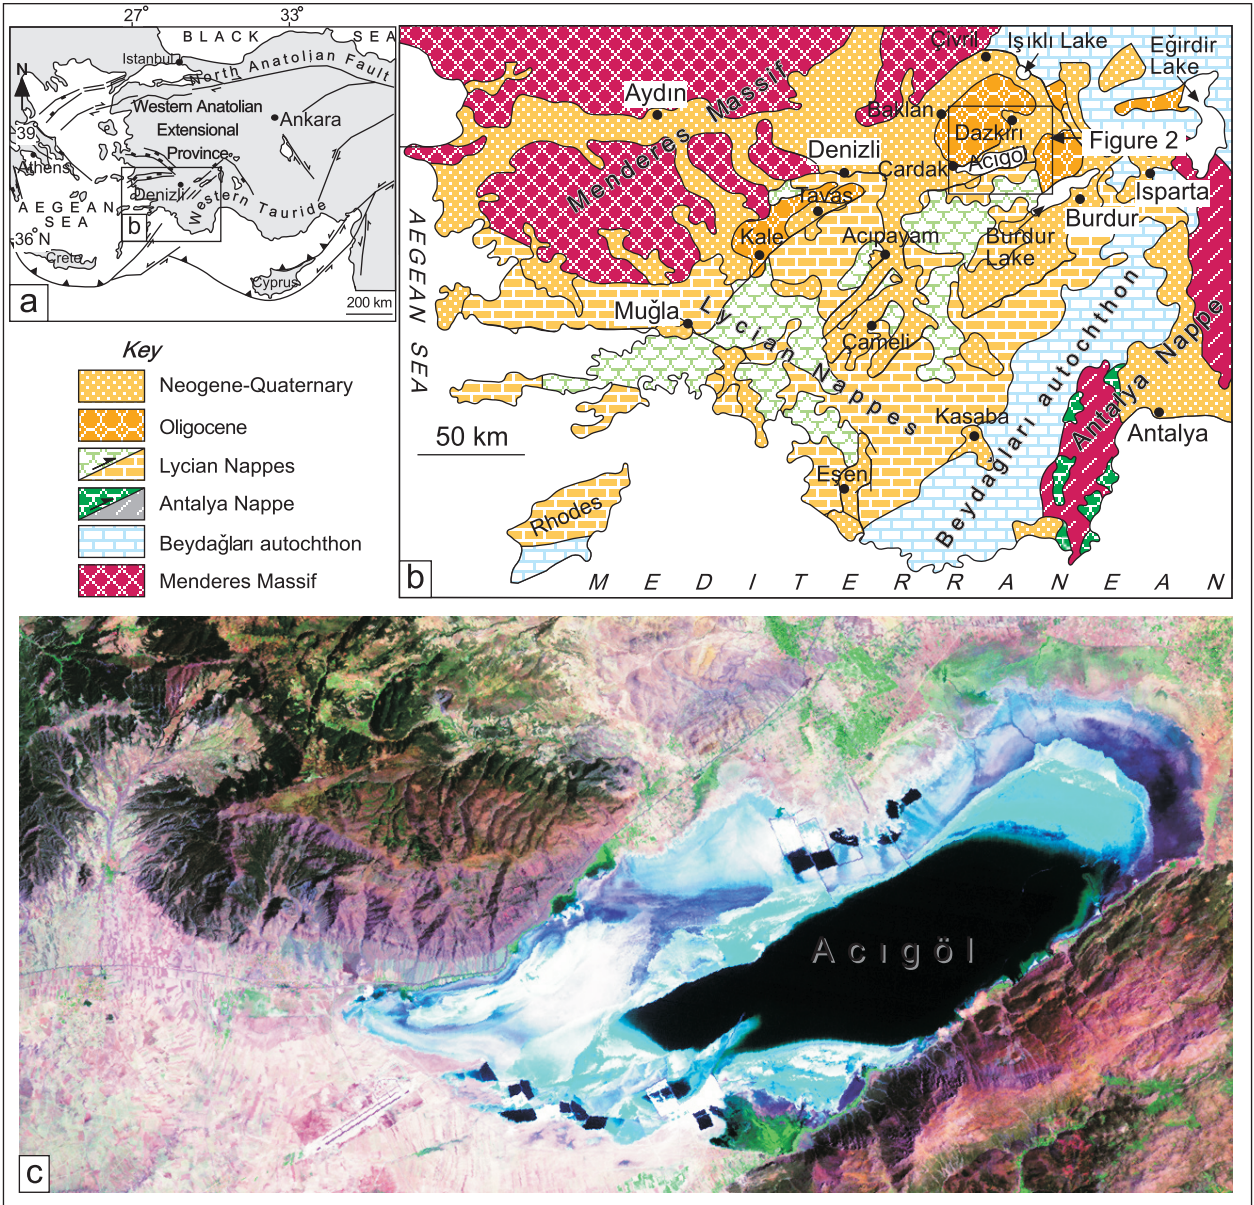 27° 33°
BLACK SEA
Istanbul
North Anatolian Fault
N
Western Anatolian
Extensional
Province
Ankara
39
Athens
Denizli
Western Tauride
AEGEAN
SEA
b
36° N
Crete
Cyprus
200 km
a
Key
Neogene-Quaternary
Oligocene
Lycian Nappes
Antalya Nappe
Beydağları autochthon
Menderes Massif
Çivril
Işıklı Lake
Eğirdir
Lake
Aydın
Menderes Massif
Baklan
Dazkırı
Figure 2
Denizli
Çardak
Acıgöl
Isparta
Tavas
Burdur
Kale
Acıpayam
Burdur
Lake
AEGEAN SEA
Muğla
Lycian Nappes
Çameli
Beydağları autochthon
Antalya Nappe
Kasaba
Antalya
50 km
Eşen
Rhodes
b
MEDITERRANEAN
Acıgöl
c